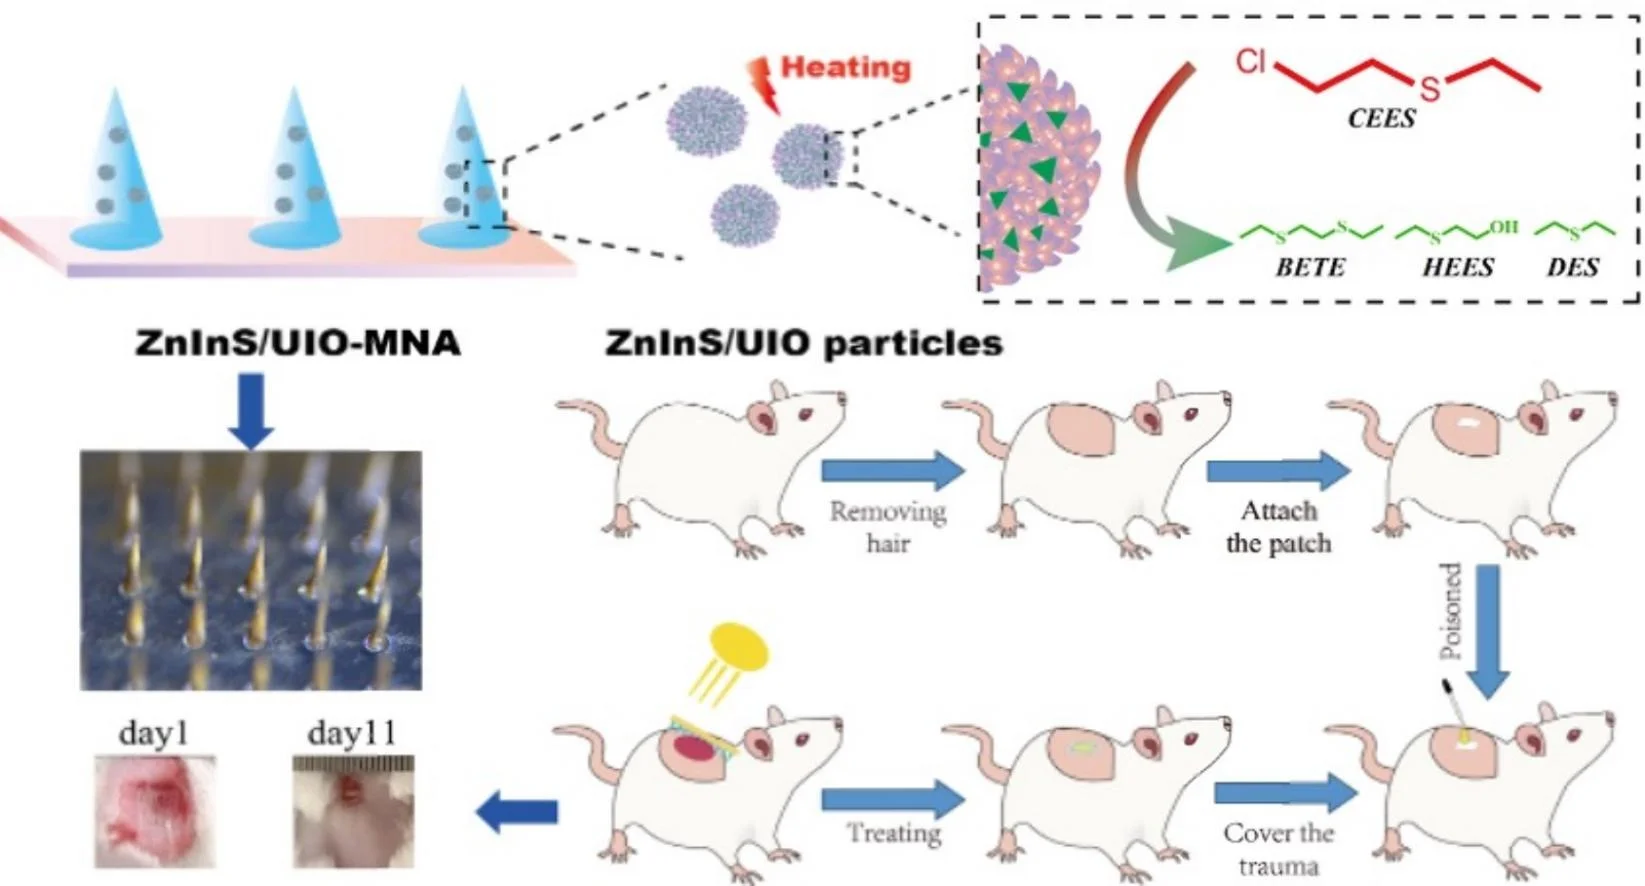 Heating
Cl
S
CEES
S
S
S
OH
S
BETE
HEES
DES
ZnInS/UIO-MNA
ZnInS/UIO particles
Removing
hair
Attach
the patch
Poisoned
day1
day11
Treating
Cover the
trauma